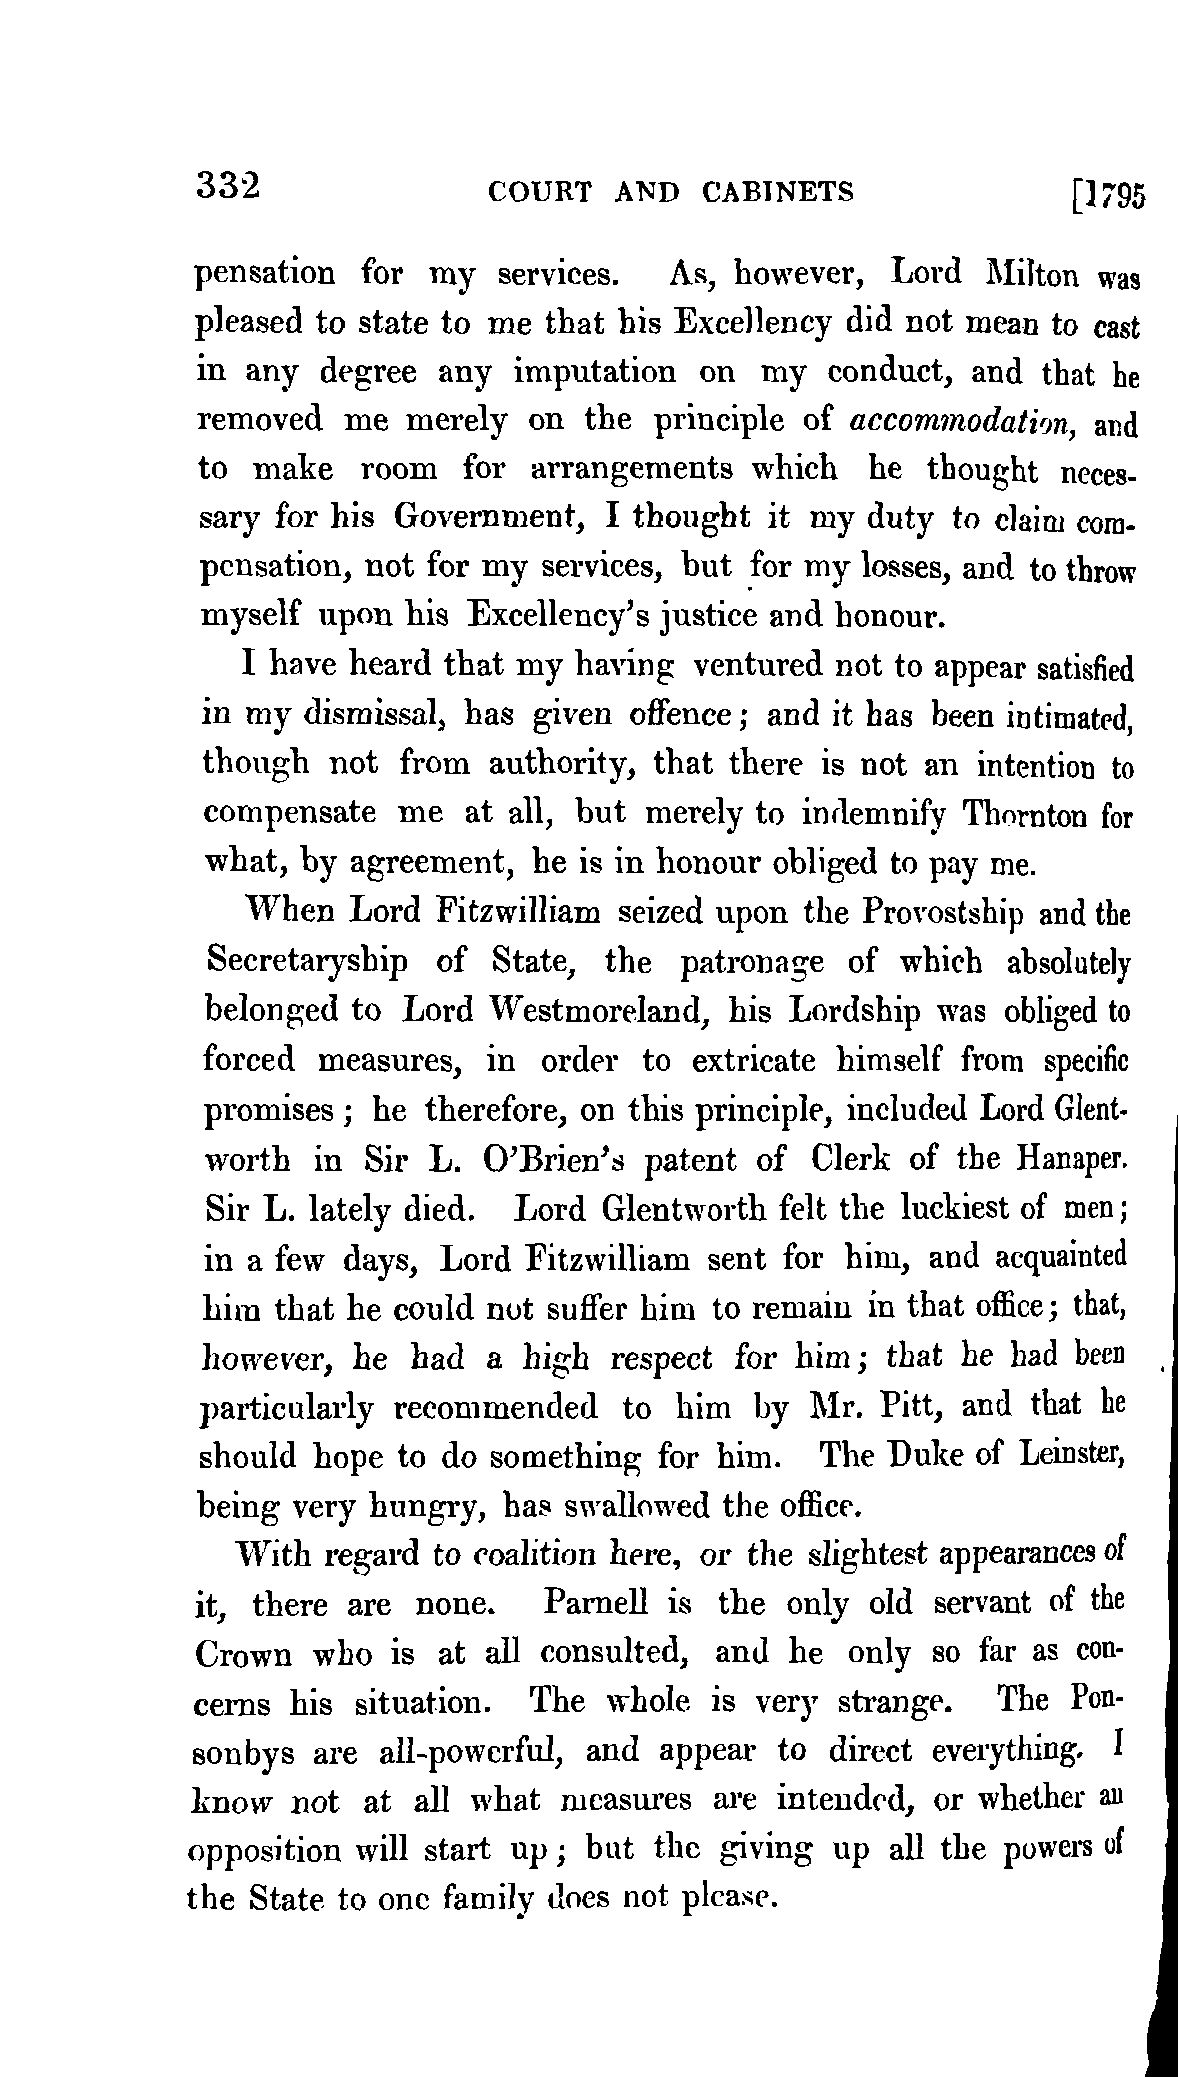 332 COURT AND CABINETS [1795
pensation for my services. As, however, Lord Milton was
pleased to state to me that his Excellency did not mean to cast
in any degree any imputation on my conduct, and that he
removed me merely on the principle of accommodation, and
to make room for arrangements which he thought neces-
sary for his Government, I thought it my duty to claim com-
pensation, not for my services, but for my losses, and to throw
myself upon his Excellency's justice and honour.
I have heard that my having ventured not to appear satisfied
in my dismissal, has given offence; and it has been intimated,
though not from authority, that there is not an intention to
compensate me at all, but merely to indemnify Thornton for
what, by agreement, he is in honour obliged to pay me.
When Lord Fitzwilliam seized upon the Provostship and the
Secretaryship of State, the patronage of which absolutely
belonged to Lord Westmoreland, his Lordship was obliged to
forced measures, in order to extricate himself from specific
promises; he therefore, on this principle, included Lord Glent-
worth in Sir L. O'Brien's patent of Clerk of the Hanaper.
Sir L. lately died. Lord Glentworth felt the luckiest of men;
in a few days, Lord Fitzwilliam sent for him, and acquainted
him that he could not suffer him to remain in that office; that,
however, he had a high respect for him; that he had been
particularly recommended to him by Mr. Pitt, and that he
should hope to do something for him. The Duke of Leinster,
being very hungry, has swallowed the office.
With regard to coalition here, or the slightest appearances of
it, there are none. Parnell is the only old servant of the
Crown who is at all consulted, and he only so far as con-
cerns his situation. The whole is very strange. The Pon-
sonbys are all-powerful, and appear to direct everything. I
know not at all what measures are intended, or whether an
opposition will start up; but the giving up all the powers of
the State to one family does not please.